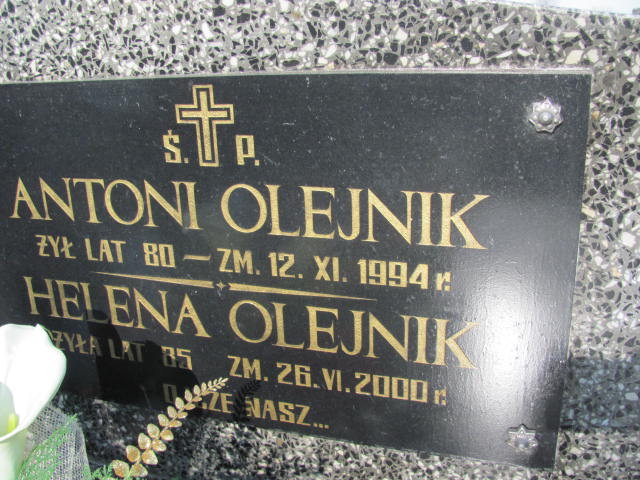 Ś. P.
ANTONI OLEJNIK
ŻYŁ LAT 80 – ZM. 12. XI. 1994 r.
HELENA OLEJNIK
ŻYŁA LAT 85 ZM. 26. VI. 2000 r.
NASZ...